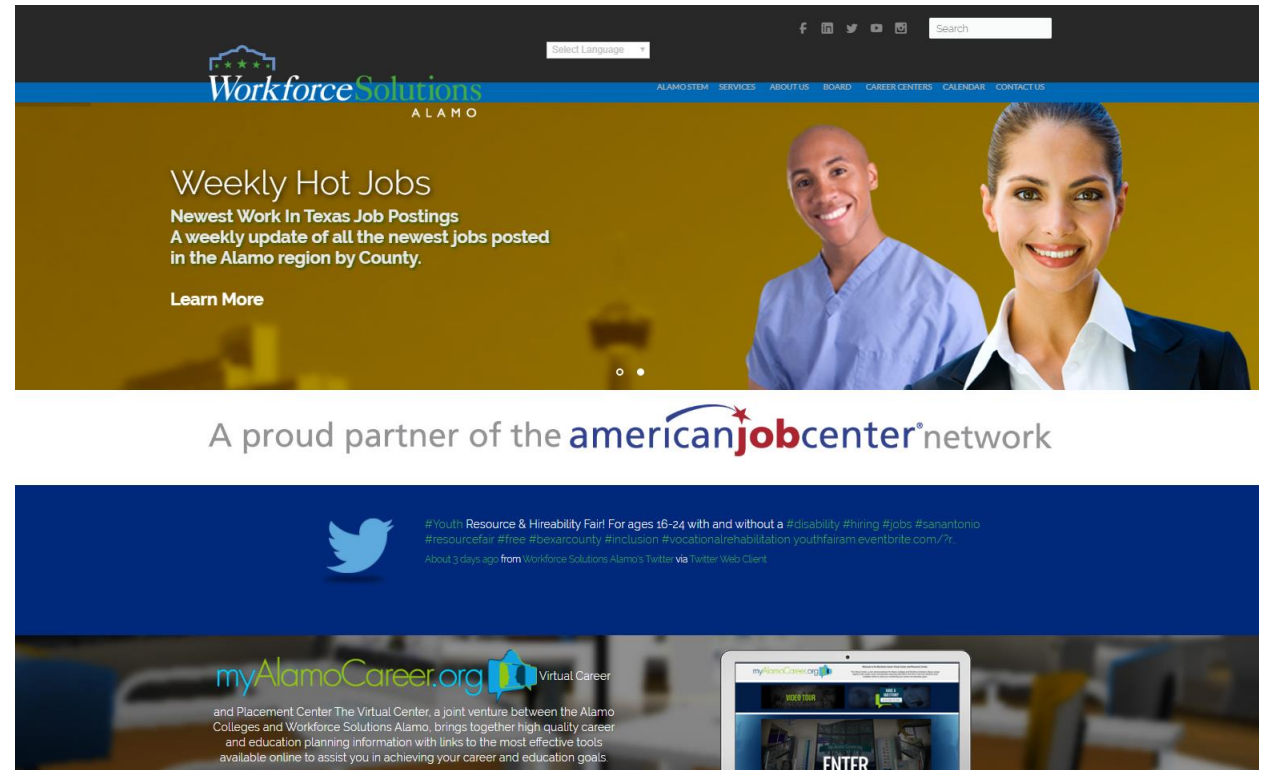 Search
Select Language
WorkforceSolutions
ALAMO
ALAMO STEM SERVICES ABOUT US BOARD CAREER CENTERS CALENDAR CONTACT US
Weekly Hot Jobs
Newest Work In Texas Job Postings
A weekly update of all the newest jobs posted
in the Alamo region by County.
Learn More
A proud partner of the americanjobcenter® network
#Youth Resource & Hireability Fair! For ages 16-24 with and without a #disability #hiring #jobs #sanantonio
#resourcefair #free #bexarcounty #inclusion #vocationalrehabilitation youthfairam.eventbrite.com/?r…
About 3 days ago from Workforce Solutions Alamo's Twitter via Twitter Web Client
myAlamoCareer.org Virtual Career
and Placement Center The Virtual Center, a joint venture between the Alamo
Colleges and Workforce Solutions Alamo, brings together high quality career
and education planning information with links to the most effective tools
available online to assist you in achieving your career and education goals.
myAlamoCareer.org
VIDEO TOUR
ENTER